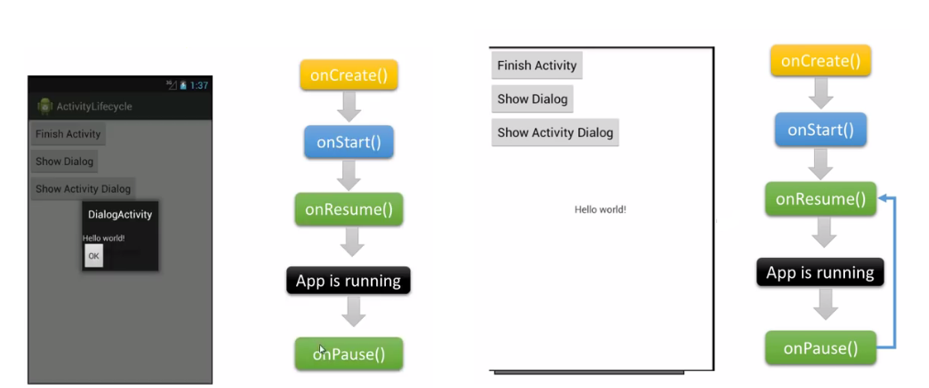 1:37
ActivityLifecycle
Finish Activity
Show Dialog
Show Activity Dialog
DialogActivity
Hello world!
OK
onCreate()
onStart()
onResume()
App is running
onPause()
Finish Activity
Show Dialog
Show Activity Dialog
Hello world!
onCreate()
onStart()
onResume()
App is running
onPause()